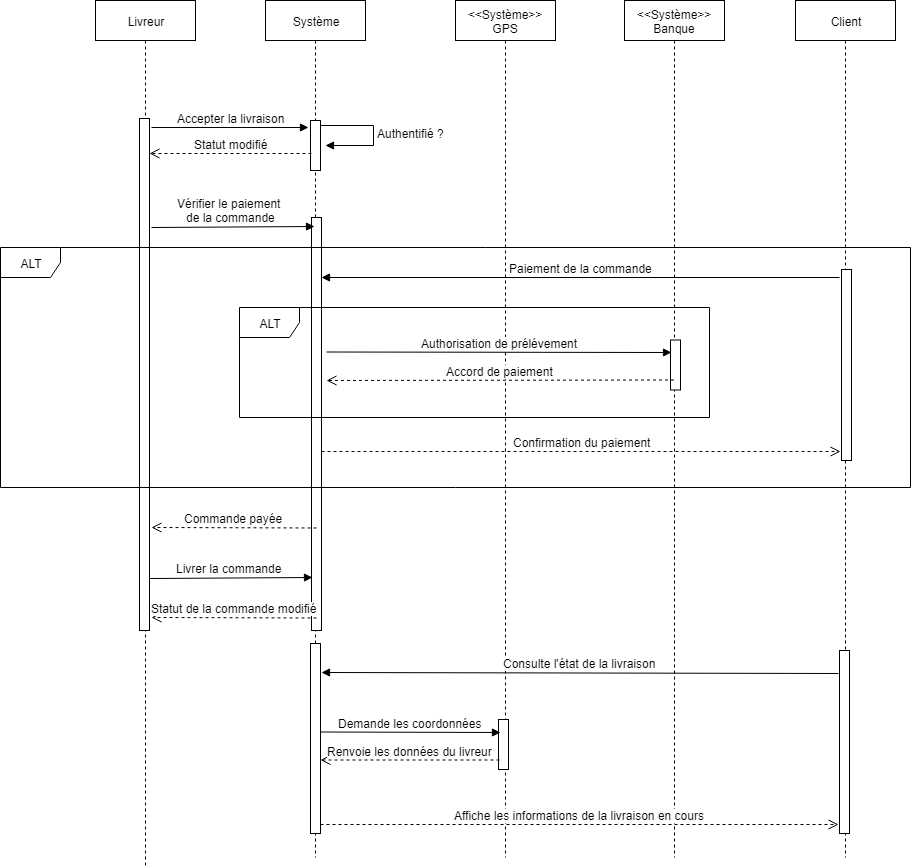 Livreur
Système
<<Système>>
GPS
<<Système>>
Banque
Client
Accepter la livraison
Authentifié ?
Statut modifié
Vérifier le paiement
de la commande
ALT
Paiement de la commande
ALT
Authorisation de prélévement
Accord de paiement
Confirmation du paiement
Commande payée
Livrer la commande
Statut de la commande modifié
Consulte l'état de la livraison
Demande les coordonnées
Renvoie les données du livreur
Affiche les informations de la livraison en cours